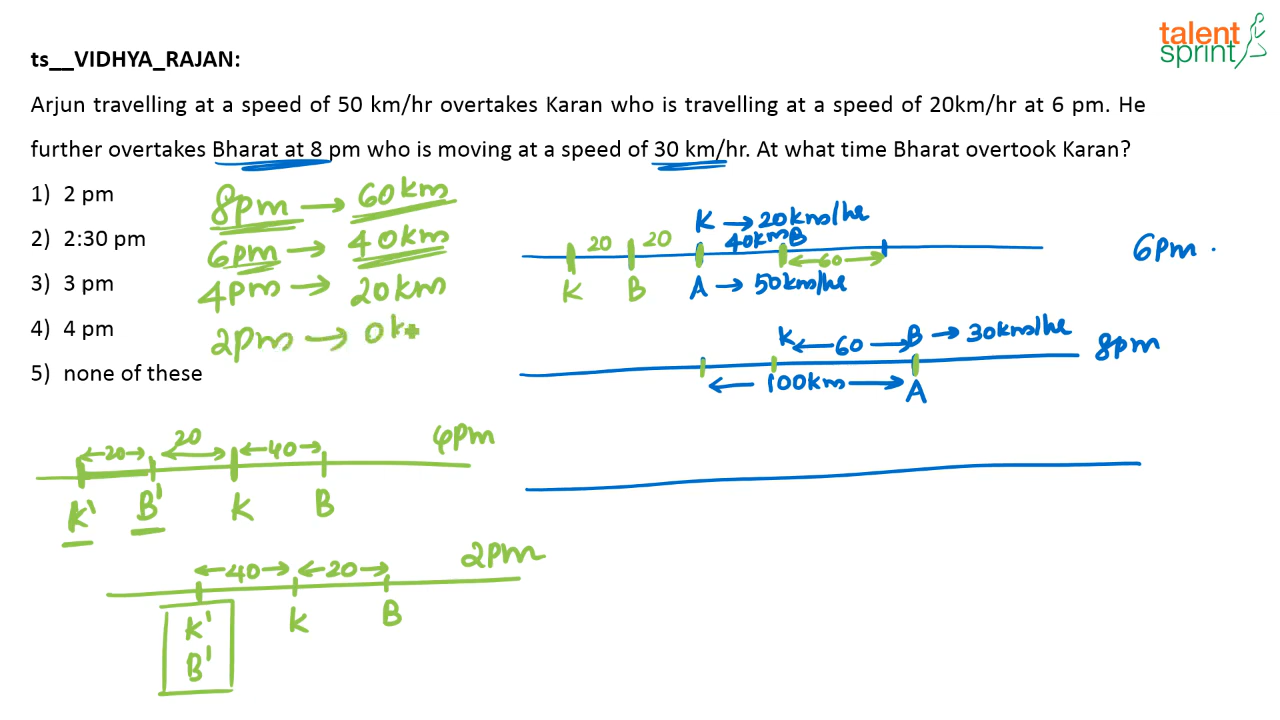 talent
sprint
ts__VIDHYA_RAJAN:
Arjun travelling at a speed of 50 km/hr overtakes Karan who is travelling at a speed of 20km/hr at 6 pm. He
further overtakes Bharat at 8 pm who is moving at a speed of 30 km/hr. At what time Bharat overtook Karan?
1) 2 pm
2) 2:30 pm
3) 3 pm
4) 4 pm
5) none of these
8pm → 60km
6pm → 40km
4pm → 20km
2pm → 0k
K → 20km/hr
20 20 40km B
60
6pm.
K B A → 50km/hr
K 60 B → 30km/hr
8pm
100km
A
20 20 40
K' B' K B
2pm
40 20
K' K B
B'